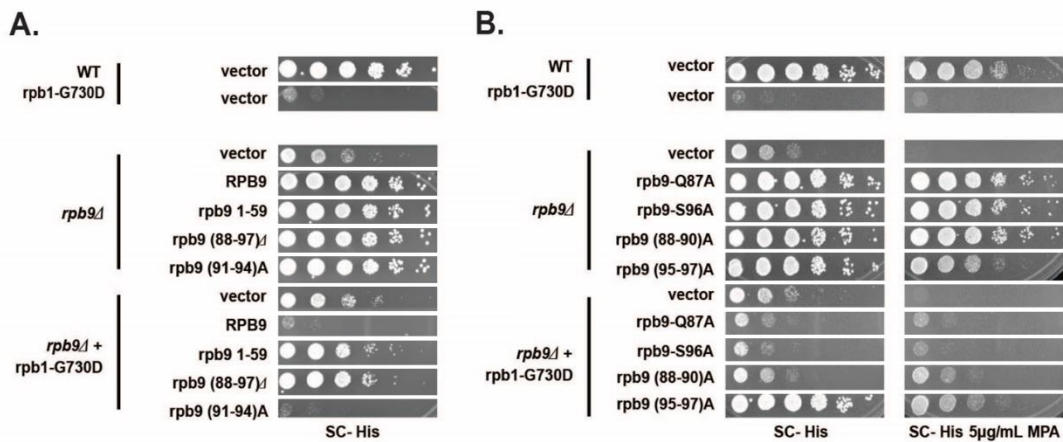 A.
WT
rpb1-G730D
vector
vector
rpb9Δ
vector
RPB9
rpb9 1-59
rpb9 (88-97)Δ
rpb9 (91-94)A
rpb9Δ +
rpb1-G730D
vector
RPB9
rpb9 1-59
rpb9 (88-97)Δ
rpb9 (91-94)A
SC- His
B.
WT
rpb1-G730D
vector
vector
rpb9Δ
vector
rpb9-Q87A
rpb9-S96A
rpb9 (88-90)A
rpb9 (95-97)A
rpb9Δ +
rpb1-G730D
vector
rpb9-Q87A
rpb9-S96A
rpb9 (88-90)A
rpb9 (95-97)A
SC- His
SC- His 5µg/mL MPA